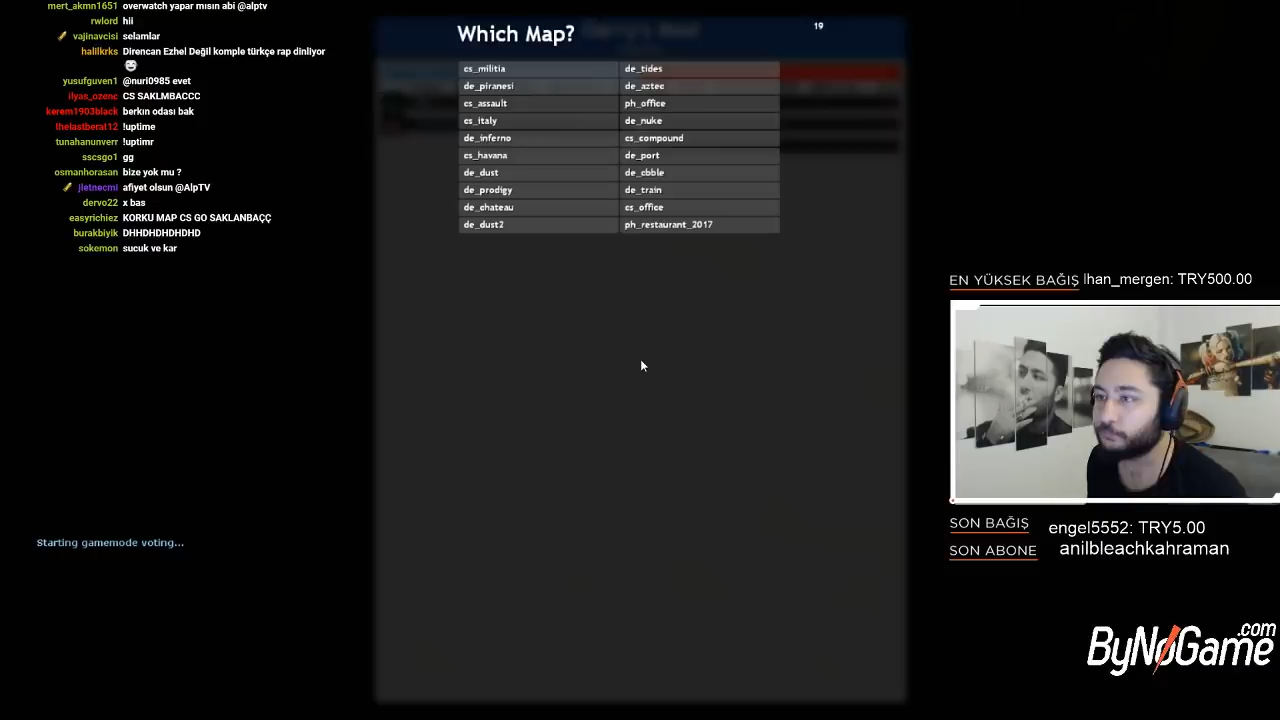 mert_akmn1651 overwatch yapar mısın abi @alptv
rwlord hii
vajinavcisi selamlar
halilkrks Direncan Ezhel Değil komple türkçe rap dinliyor
yusufguven1 @nuri0985 evet
ilyas_ozenc CS SAKLMBACCC
kerem1903black berkın odası bak
thelastberat12 !uptime
tunahanunverr !uptimr
sscsgo1 gg
osmanhorasan bize yok mu ?
jletnecmi afiyet olsun @AlpTV
dervo22 x bas
easyrichiez KORKU MAP CS GO SAKLANBAÇÇ
burakbiyik DHHDHDHDHDHD
sokemon sucuk ve kar
Starting gamemode voting...
Which Map?
19
cs_militia de_tides
de_piranesi de_aztec
cs_assault ph_office
cs_italy de_nuke
de_inferno cs_compound
cs_havana de_port
de_dust de_cbble
de_prodigy de_train
de_chateau cs_office
de_dust2 ph_restaurant_2017
EN YÜKSEK BAĞIŞ lhan_mergen: TRY500.00
SON BAĞIŞ engel5552: TRY5.00
SON ABONE anilbleachkahraman
ByNoGame.com